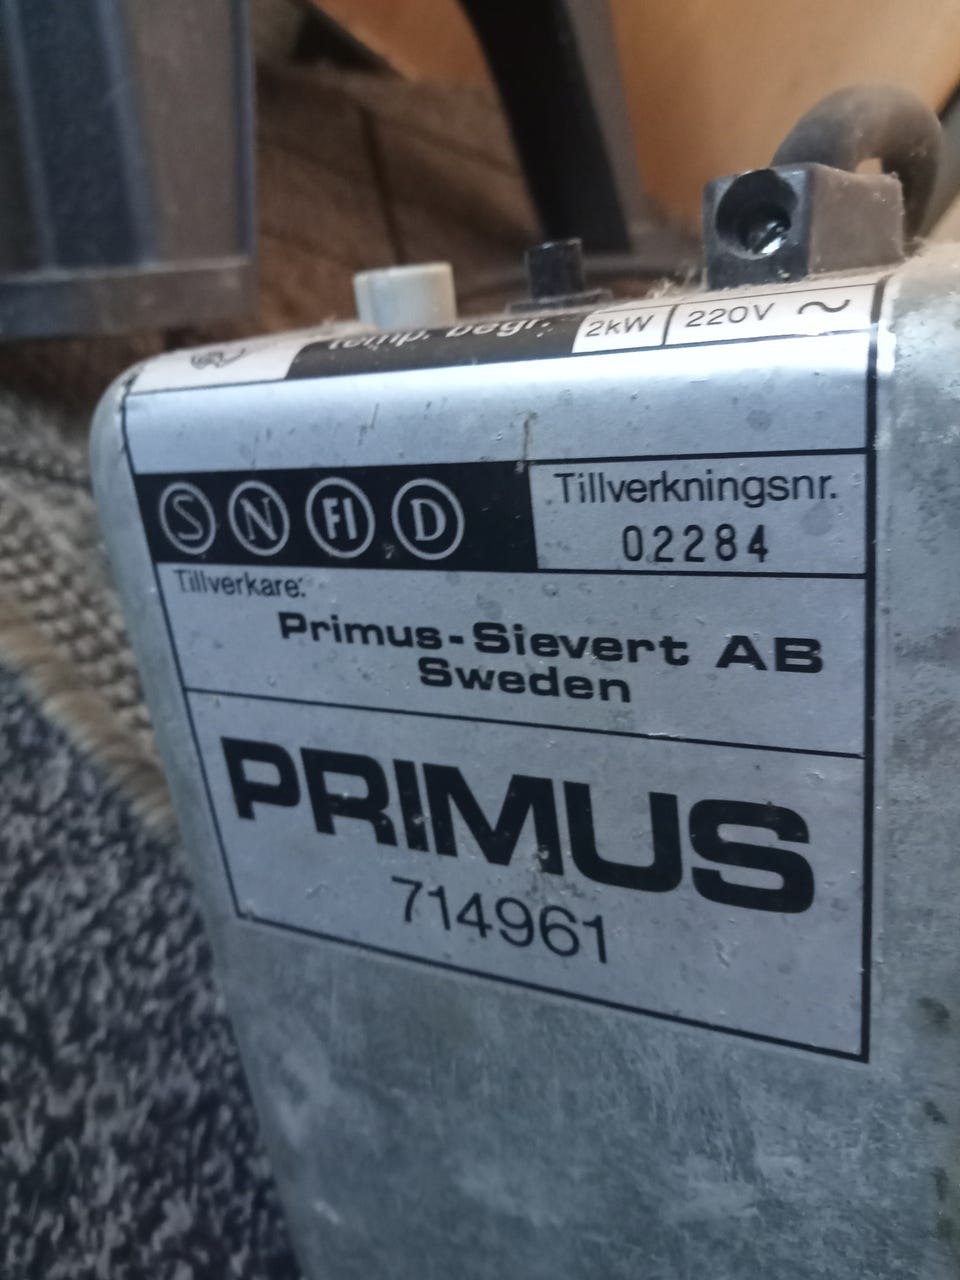 temp. begr.
2kW
220V ~
S N FI D
Tillverkningsnr.
02284
Tillverkare:
Primus-Sievert AB
Sweden
PRIMUS
714961